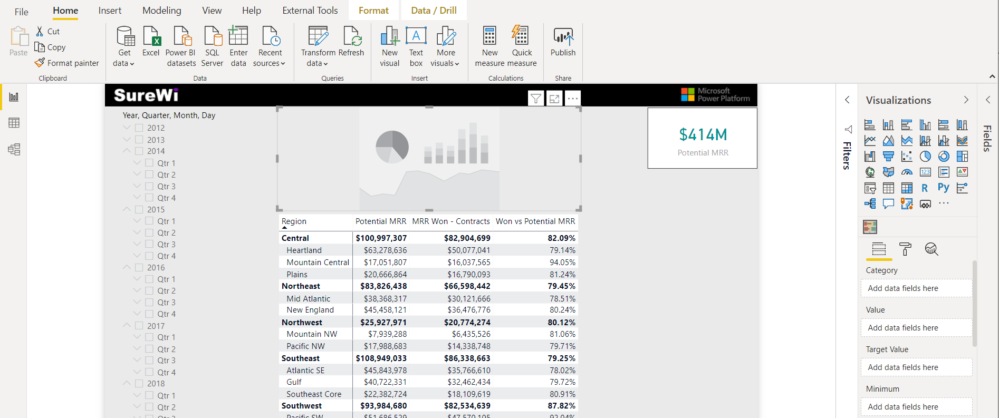 File Home Insert Modeling View Help External Tools Format Data / Drill
Paste
Cut
Copy
Format painter
Clipboard
Get data
Excel
Power BI datasets
SQL Server
Enter data
Recent sources
Data
Transform data
Refresh
Queries
New visual
Text box
More visuals
Insert
New measure
Quick measure
Calculations
Publish
Share
SureWi
Microsoft
Power Platform
Year, Quarter, Month, Day
2012
2013
2014
Qtr 1
Qtr 2
Qtr 3
Qtr 4
2015
Qtr 1
Qtr 2
Qtr 3
Qtr 4
2016
Qtr 1
Qtr 2
Qtr 3
Qtr 4
2017
Qtr 1
Qtr 2
Qtr 3
Qtr 4
2018
Qtr 1
Qtr 2
$414M
Potential MRR
Region Potential MRR MRR Won - Contracts Won vs Potential MRR
Central $100,997,307 $82,904,699 82.09%
Heartland $63,278,636 $50,077,041 79.14%
Mountain Central $17,051,807 $16,037,565 94.05%
Plains $20,666,864 $16,790,093 81.24%
Northeast $83,826,438 $66,598,442 79.45%
Mid Atlantic $38,368,317 $30,121,666 78.51%
New England $45,458,121 $36,476,776 80.24%
Northwest $25,927,971 $20,774,274 80.12%
Mountain NW $7,939,288 $6,435,526 81.06%
Pacific NW $17,988,683 $14,338,748 79.71%
Southeast $108,949,033 $86,338,663 79.25%
Atlantic SE $45,843,978 $35,766,610 78.02%
Gulf $40,722,331 $32,462,434 79.72%
Southeast Core $22,382,724 $18,109,619 80.91%
Southwest $93,984,680 $82,534,639 87.82%
Pacific SW $51,686,529 $47,570,105 92.04%
Filters
Visualizations
123
R Py
Category
Add data fields here
Value
Add data fields here
Target Value
Add data fields here
Minimum
Add data fields here
Fields